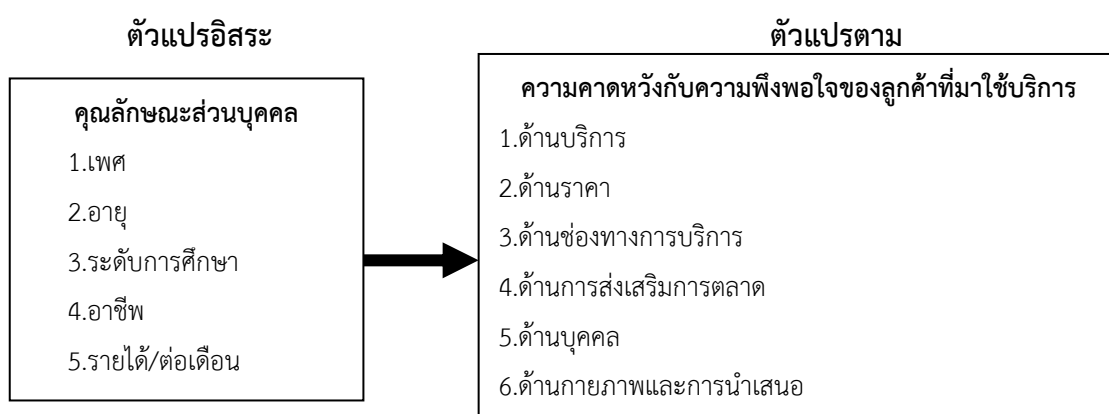 ตัวแปรอิสระ
คุณลักษณะส่วนบุคคล
1.เพศ
2.อายุ
3.ระดับการศึกษา
4.อาชีพ
5.รายได้/ต่อเดือน
ตัวแปรตาม
ความคาดหวังกับความพึงพอใจของลูกค้าที่มาใช้บริการ
1.ด้านบริการ
2.ด้านราคา
3.ด้านช่องทางการบริการ
4.ด้านการส่งเสริมการตลาด
5.ด้านบุคคล
6.ด้านกายภาพและการนำเสนอ